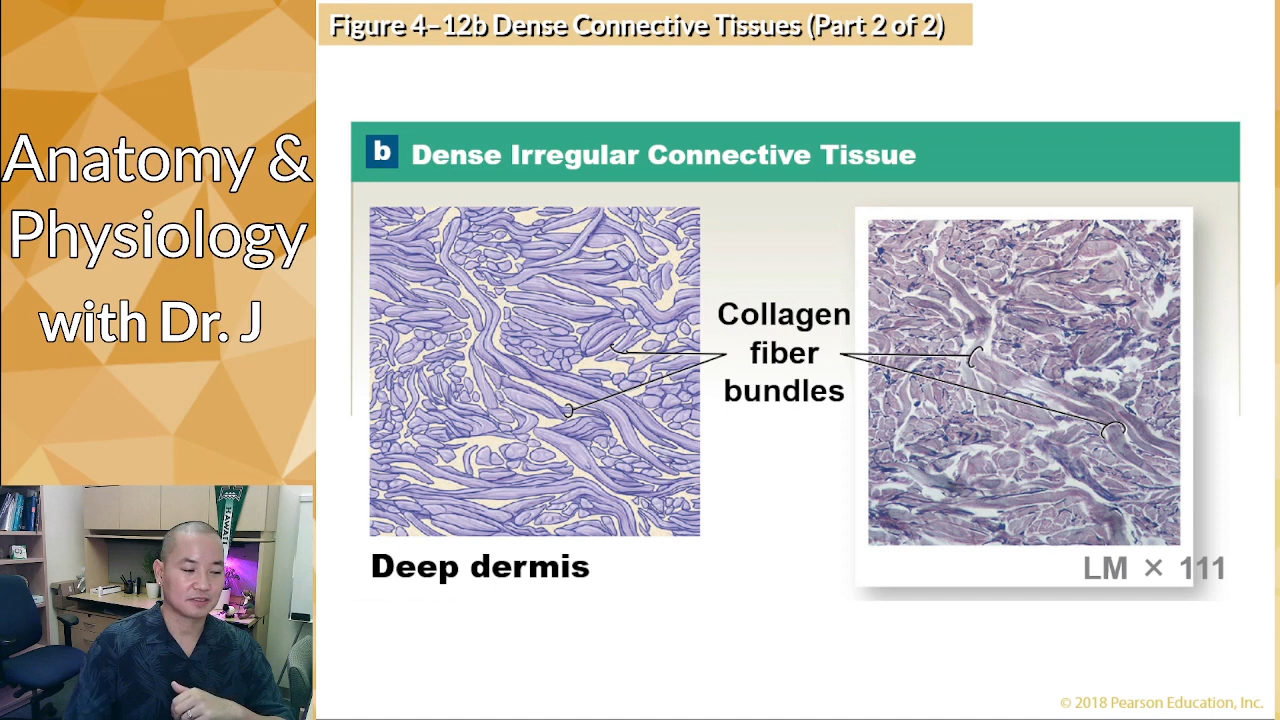 Figure 4–12b Dense Connective Tissues (Part 2 of 2)
Anatomy &
Physiology
with Dr. J
b Dense Irregular Connective Tissue
Collagen
fiber
bundles
Deep dermis
LM × 111
HAWAII
© 2018 Pearson Education, Inc.